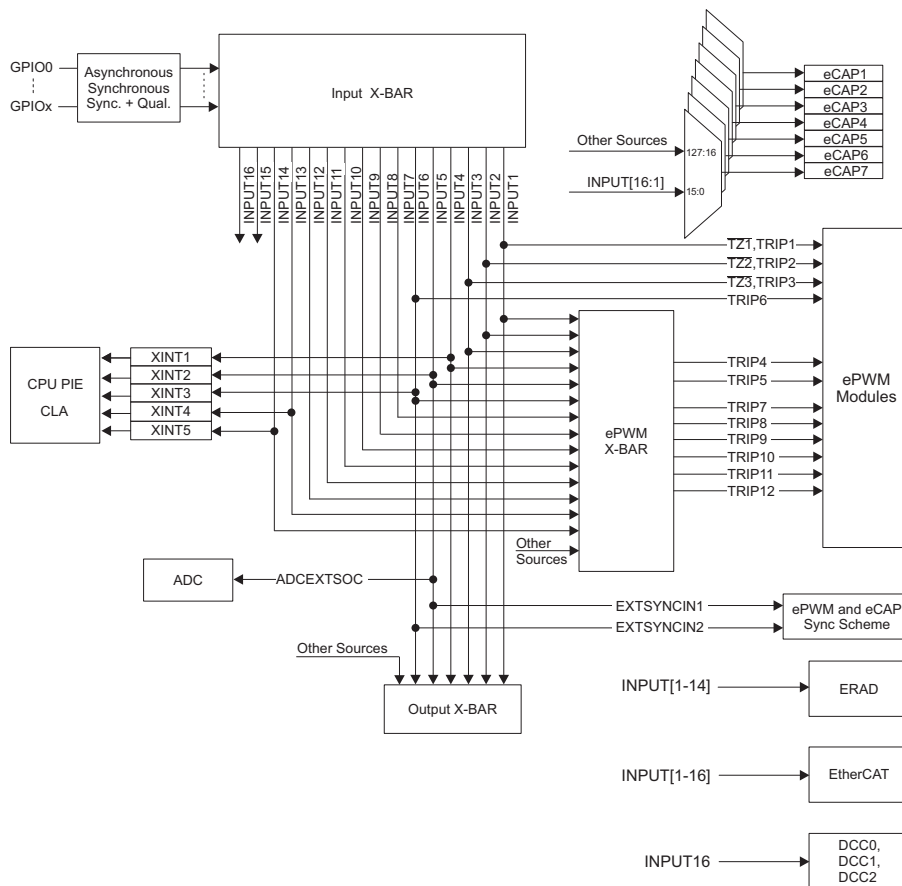 GPIO0
GPIOx
Asynchronous
Synchronous
Sync. + Qual.
Input X-BAR
INPUT16
INPUT15
INPUT14
INPUT13
INPUT12
INPUT11
INPUT10
INPUT9
INPUT8
INPUT7
INPUT6
INPUT5
INPUT4
INPUT3
INPUT2
INPUT1
Other Sources
INPUT[16:1]
127:16
15:0
eCAP1
eCAP2
eCAP3
eCAP4
eCAP5
eCAP6
eCAP7
TZ1,TRIP1
TZ2,TRIP2
TZ3,TRIP3
TRIP6
CPU PIE
CLA
XINT1
XINT2
XINT3
XINT4
XINT5
ePWM
X-BAR
Other
Sources
TRIP4
TRIP5
TRIP7
TRIP8
TRIP9
TRIP10
TRIP11
TRIP12
ePWM
Modules
ADC
ADCEXTSOC
EXTSYNCIN1
EXTSYNCIN2
ePWM and eCAP
Sync Scheme
Other Sources
Output X-BAR
INPUT[1-14]
ERAD
INPUT[1-16]
EtherCAT
INPUT16
DCC0,
DCC1,
DCC2